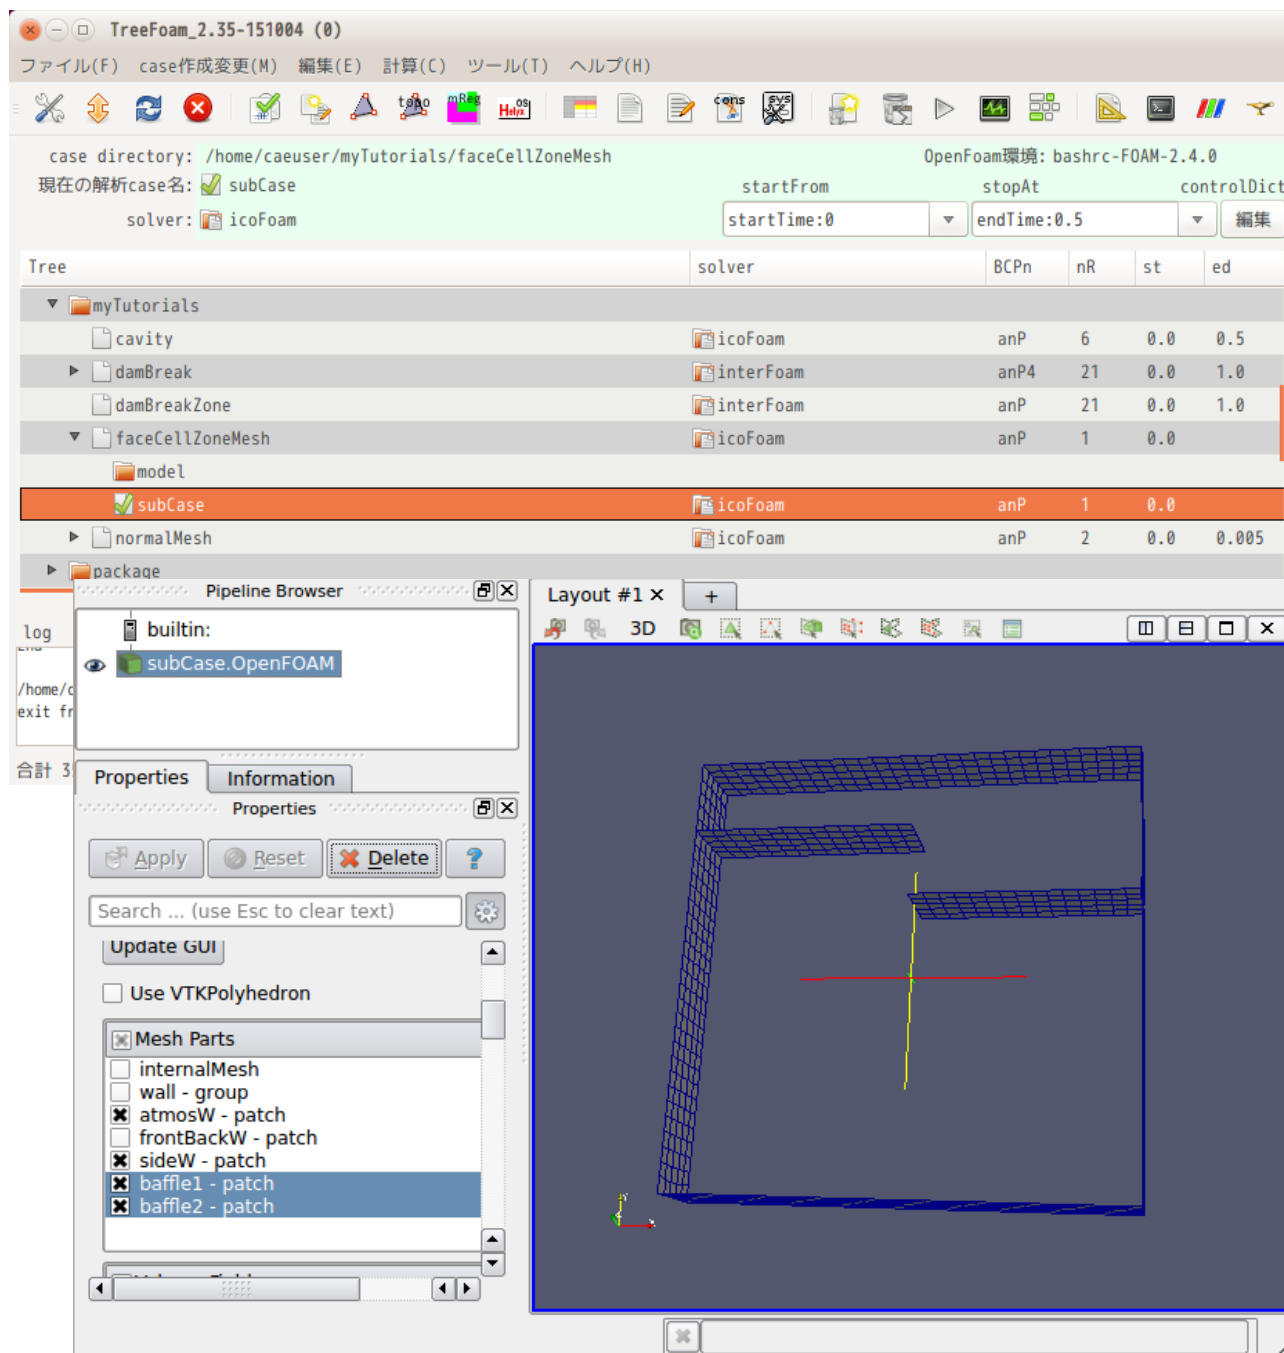 TreeFoam_2.35-151004 (0)
ファイル(F) case作成変更(M) 編集(E) 計算(C) ツール(T) ヘルプ(H)
topo mReg HelyxOS cons sys
case directory: /home/caeuser/myTutorials/faceCellZoneMesh OpenFoam環境: bashrc-FOAM-2.4.0
現在の解析case名: subCase startFrom stopAt controlDict
solver: icoFoam startTime:0 endTime:0.5 編集
Tree solver BCPn nR st ed
myTutorials
cavity icoFoam anP 6 0.0 0.5
damBreak interFoam anP4 21 0.0 1.0
damBreakZone interFoam anP 21 0.0 1.0
faceCellZoneMesh icoFoam anP 1 0.0
model
subCase icoFoam anP 1 0.0
normalMesh icoFoam anP 2 0.0 0.005
package
Pipeline Browser
Layout #1 × +
log
builtin:
3D
subCase.OpenFOAM
/home/c
exit fr
合計 3
Properties Information
Properties
Apply Reset Delete ?
Search ... (use Esc to clear text)
Update GUI
Use VTKPolyhedron
Mesh Parts
internalMesh
wall - group
atmosW - patch
frontBackW - patch
sideW - patch
baffle1 - patch
baffle2 - patch